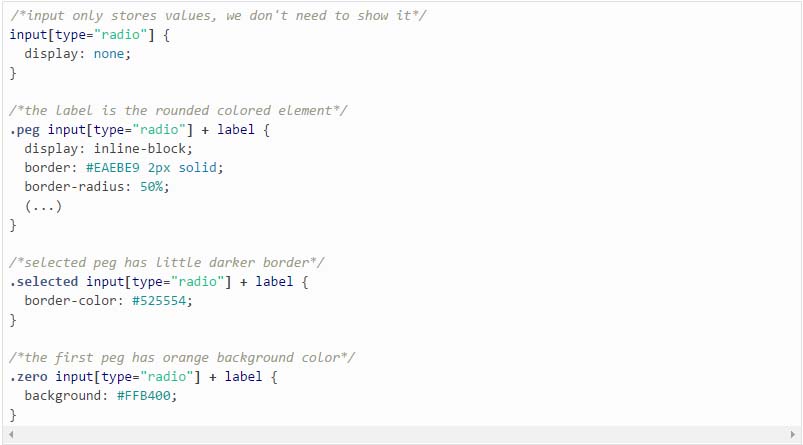 /*input only stores values, we don't need to show it*/
input[type="radio"] {
  display: none;
}

/*the label is the rounded colored element*/
.peg input[type="radio"] + label {
  display: inline-block;
  border: #EAEBE9 2px solid;
  border-radius: 50%;
  (...)
}

/*selected peg has little darker border*/
.selected input[type="radio"] + label {
  border-color: #525554;
}

/*the first peg has orange background color*/
.zero input[type="radio"] + label {
  background: #FFB400;
}